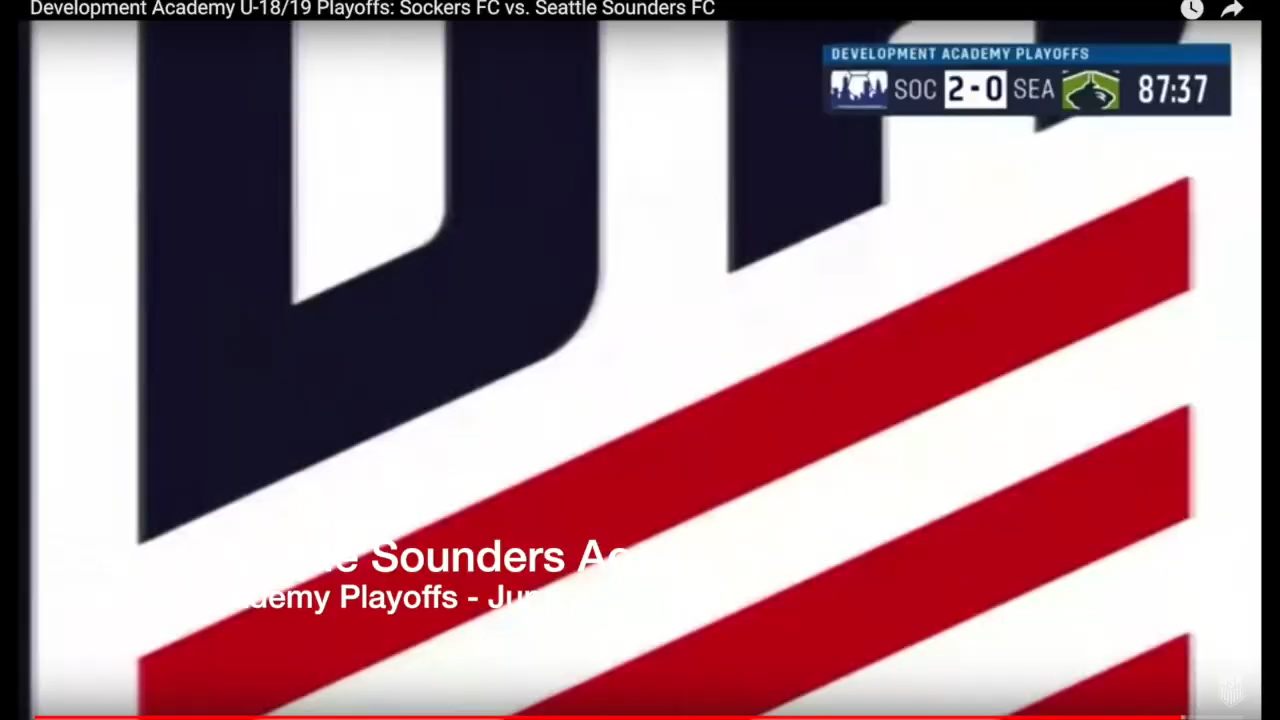 Development Academy U-18/19 Playoffs: Sockers FC vs. Seattle Sounders FC
DEVELOPMENT ACADEMY PLAYOFFS
SOC 2-0 SEA 87:37
Sounders
Playoffs -